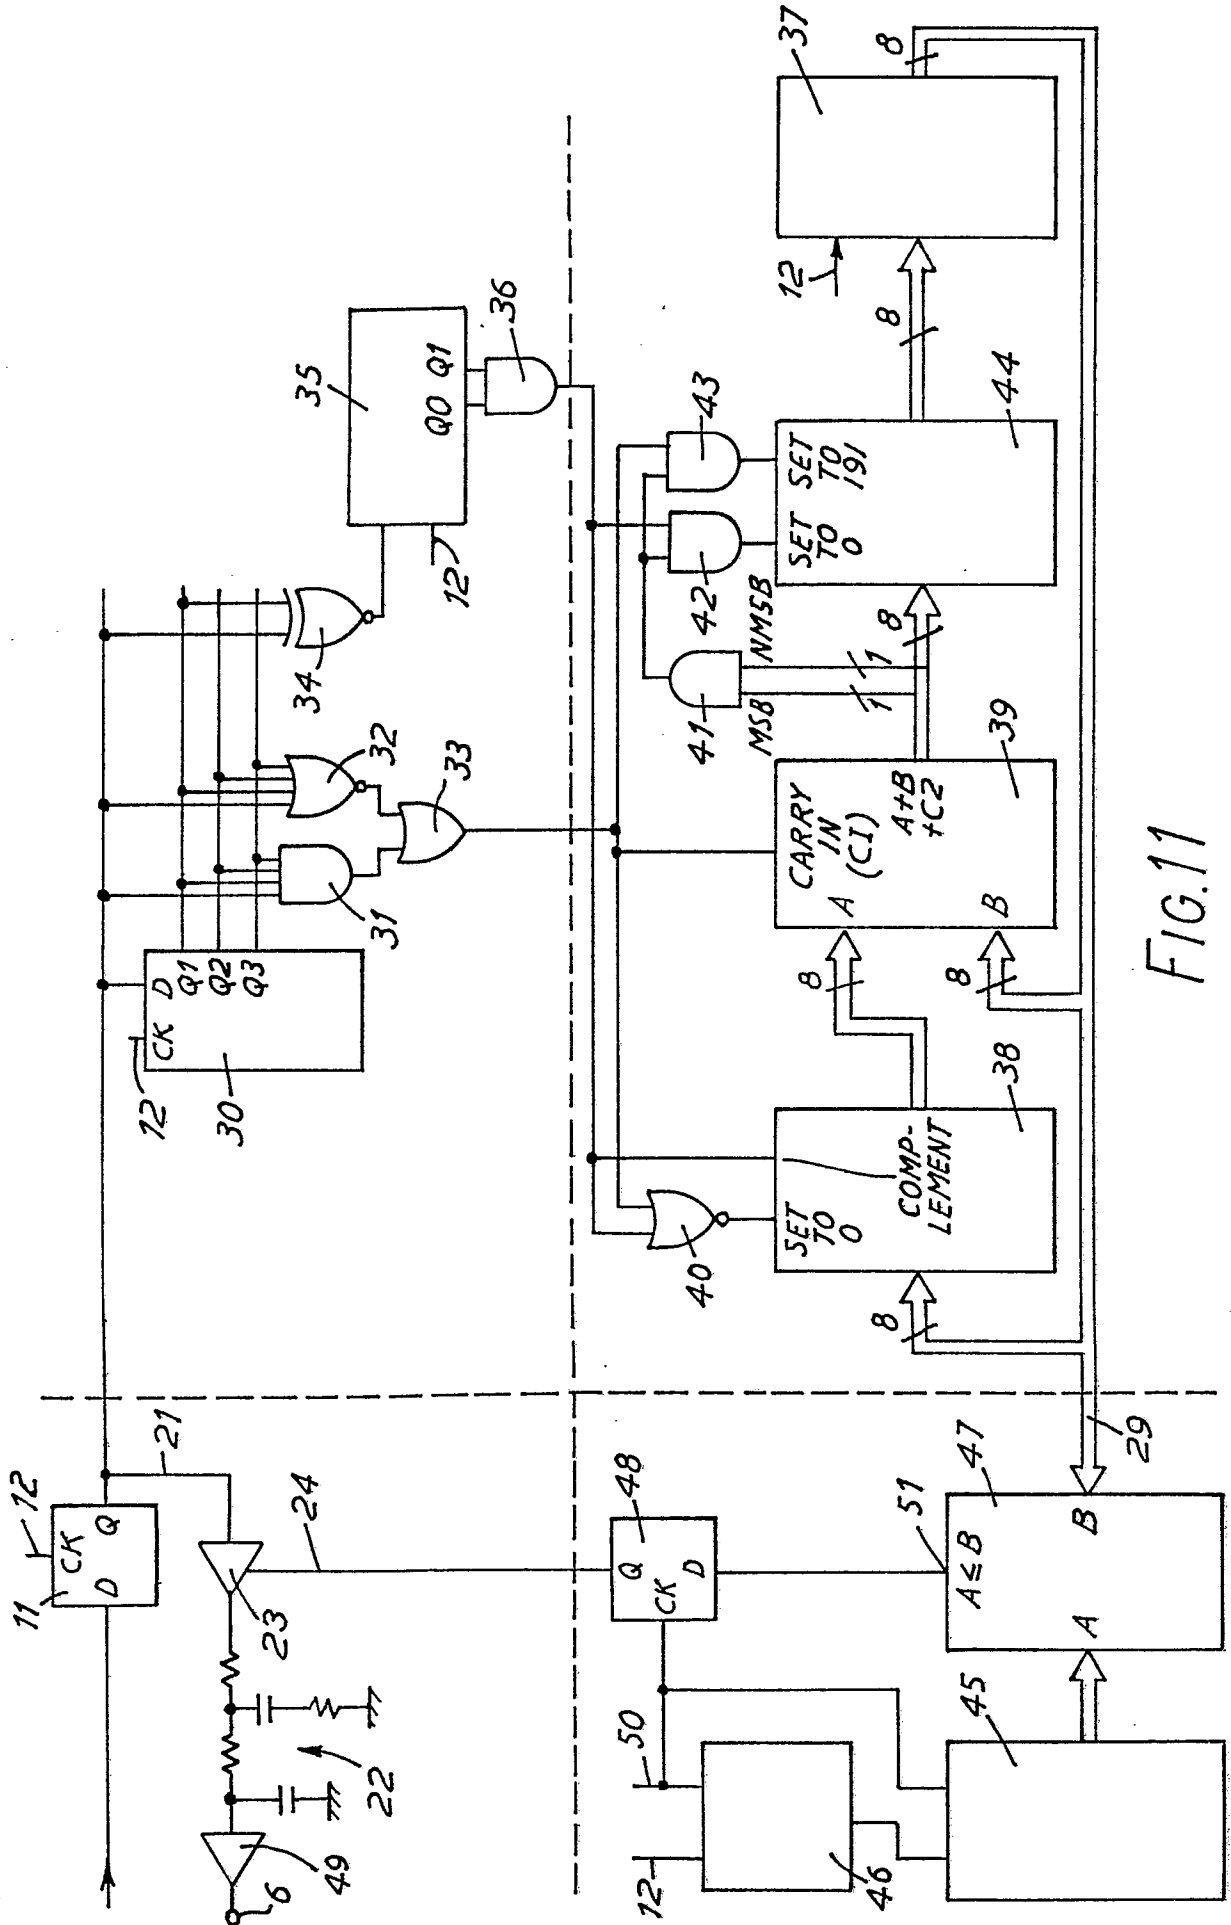 12
11
CK
D
Q
21
23
24
22
49
6
12
CK
D
Q1
Q2
Q3
30
31
32
33
34
35
Q0
Q1
12
36
50
12
46
45
Q
CK
D
48
51
A ≤ B
A
B
47
29
8
40
SET
TO
0
COMP-
LEMENT
38
8
8
CARRY
IN
(CI)
A
B
A+B
+C2
39
41
MSB
NMSB
1
1
8
42
43
SET
TO
0
SET
TO
191
44
8
12
37
8
FIG.11